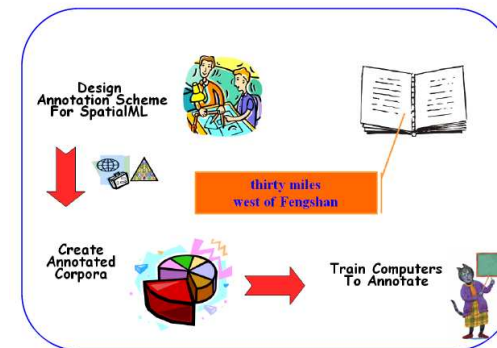 Design
Annotation Scheme
For SpatialML
thirty miles
west of Fengshan
Create
Annotated
Corpora
Train Computers
To Annotate